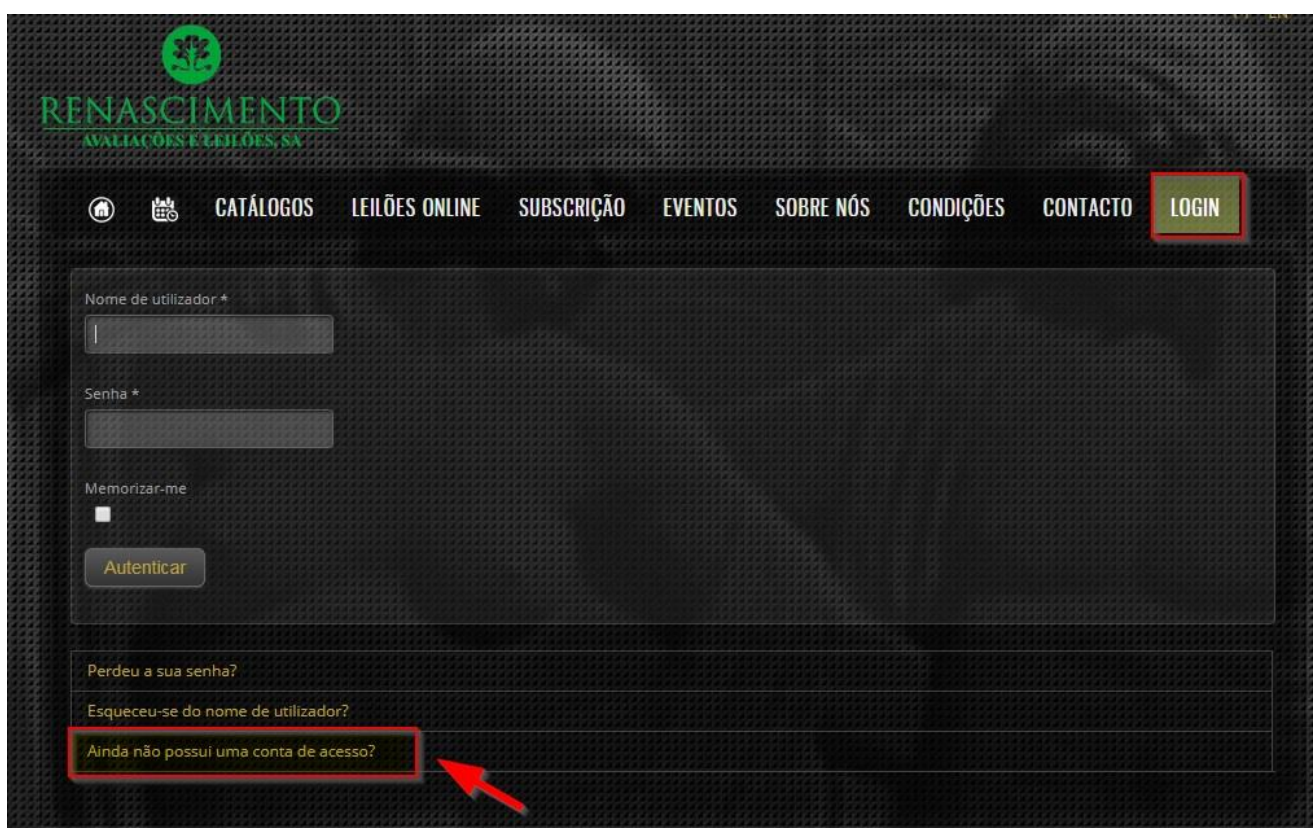 RENASCIMENTO
AVALIAÇÕES E LEILÕES, SA
CATÁLOGOS LEILÕES ONLINE SUBSCRIÇÃO EVENTOS SOBRE NÓS CONDIÇÕES CONTACTO LOGIN
Nome de utilizador *
Senha *
Memorizar-me
Autenticar
Perdeu a sua senha?
Esqueceu-se do nome de utilizador?
Ainda não possui uma conta de acesso?